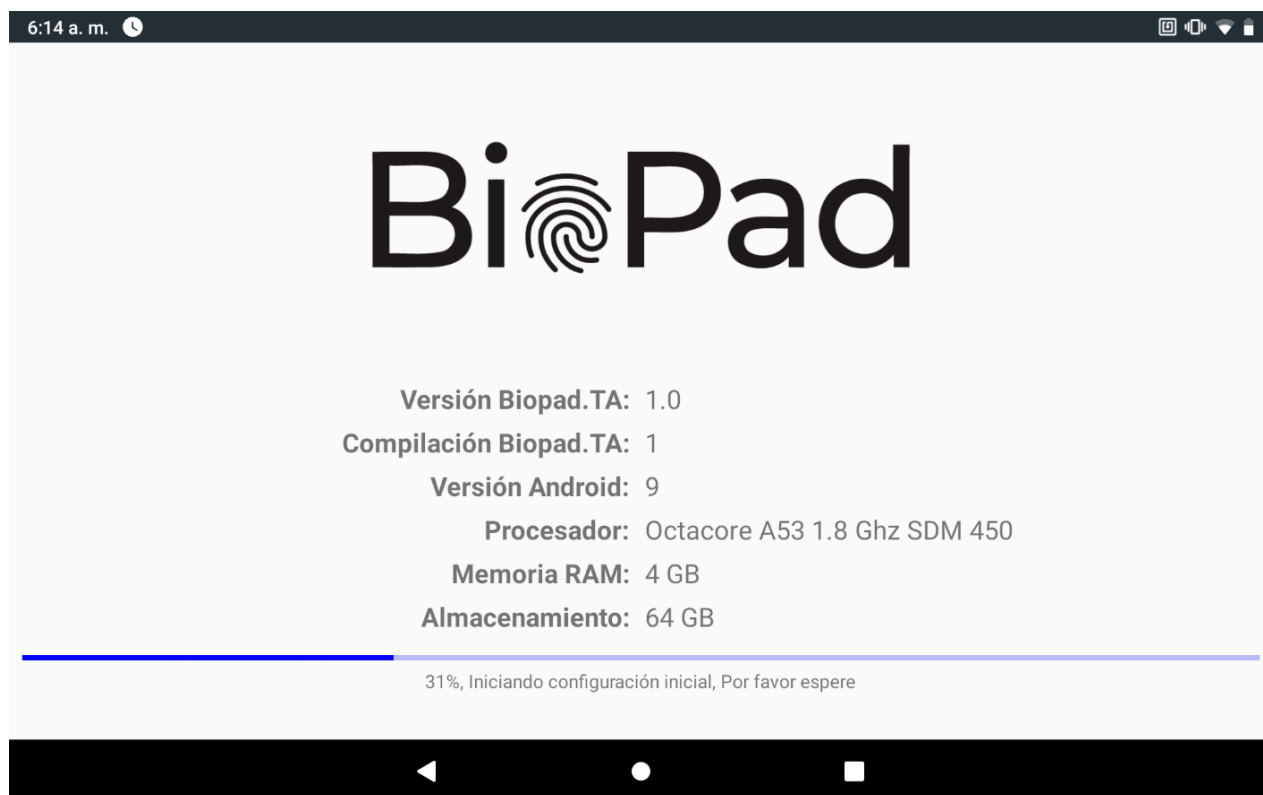 6:14 a. m.
BioPad
Versión Biopad.TA: 1.0
Compilación Biopad.TA: 1
Versión Android: 9
Procesador: Octacore A53 1.8 Ghz SDM 450
Memoria RAM: 4 GB
Almacenamiento: 64 GB
31%, Iniciando configuración inicial, Por favor espere